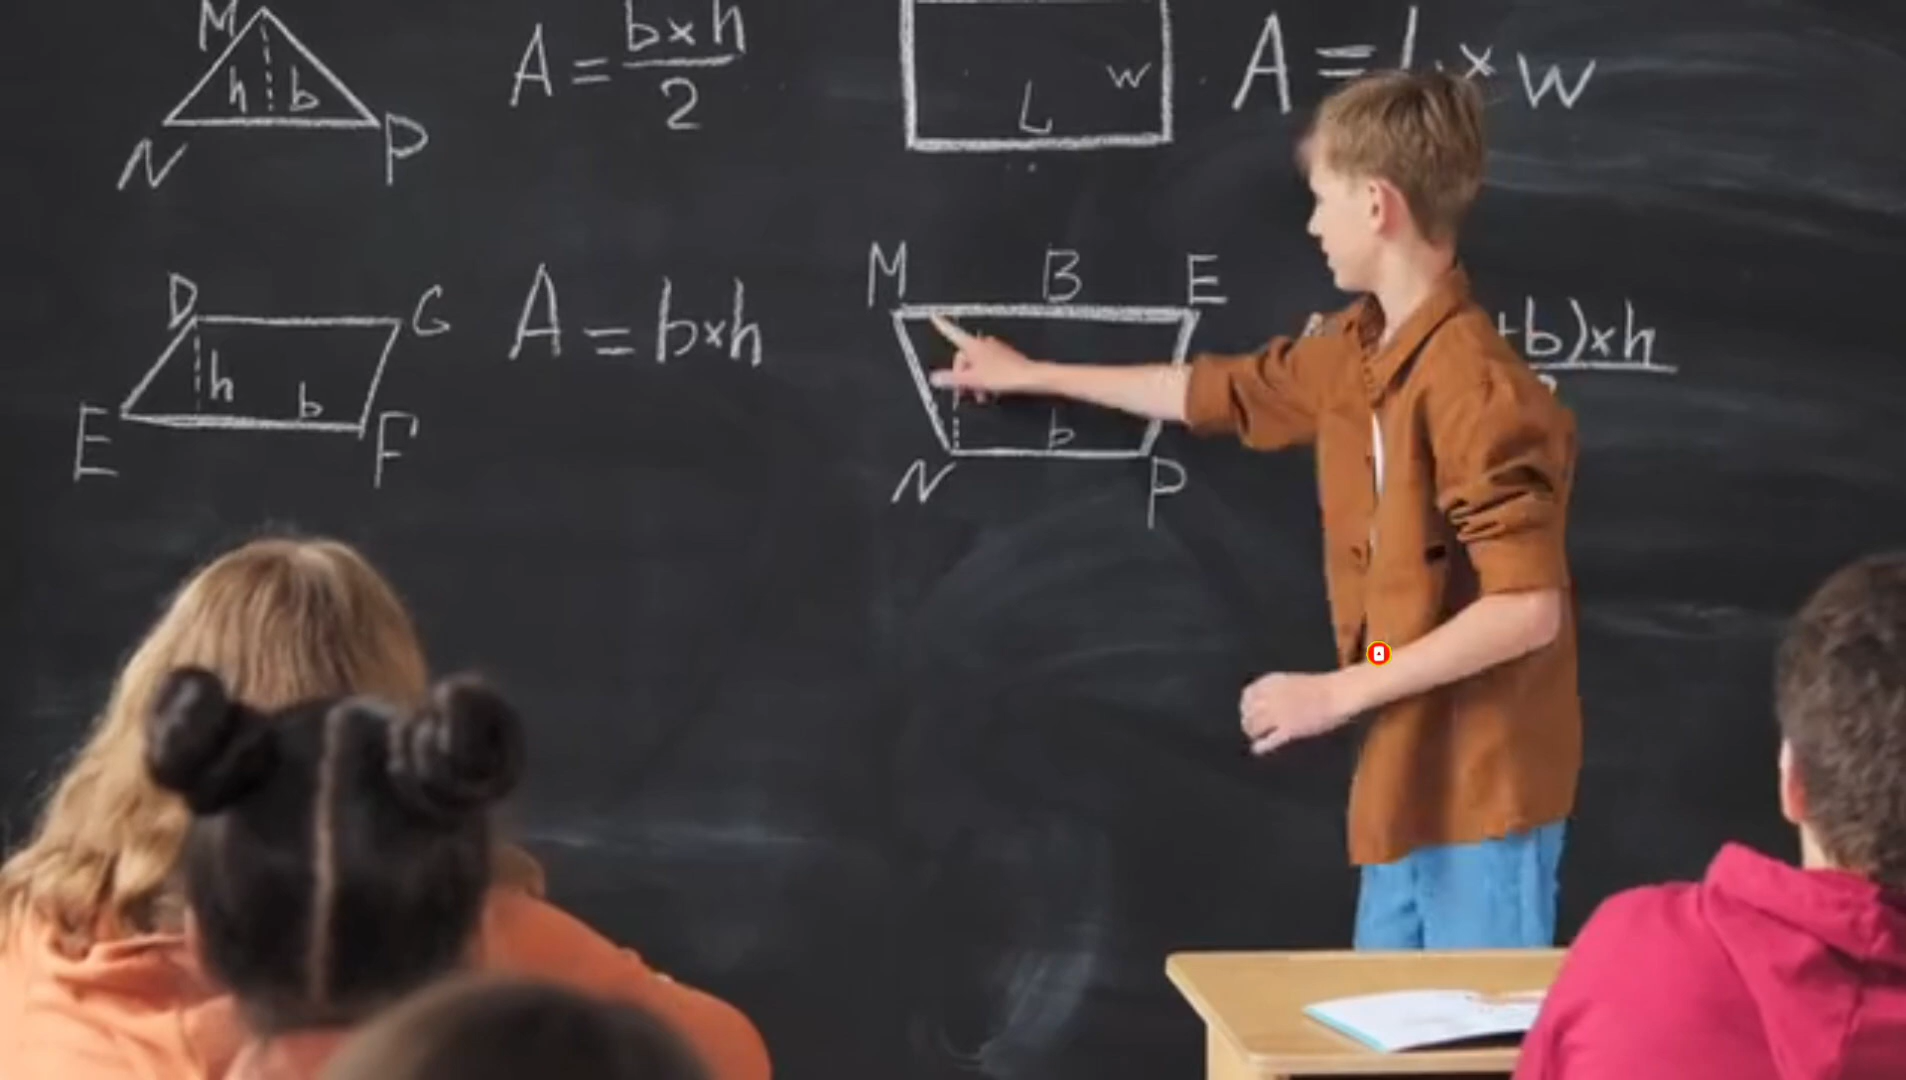 M
h b
N P
A = b×h
2
L w
A = L × w
D G
h b
E F
A = b×h
M B E
b
N P
+b)×h